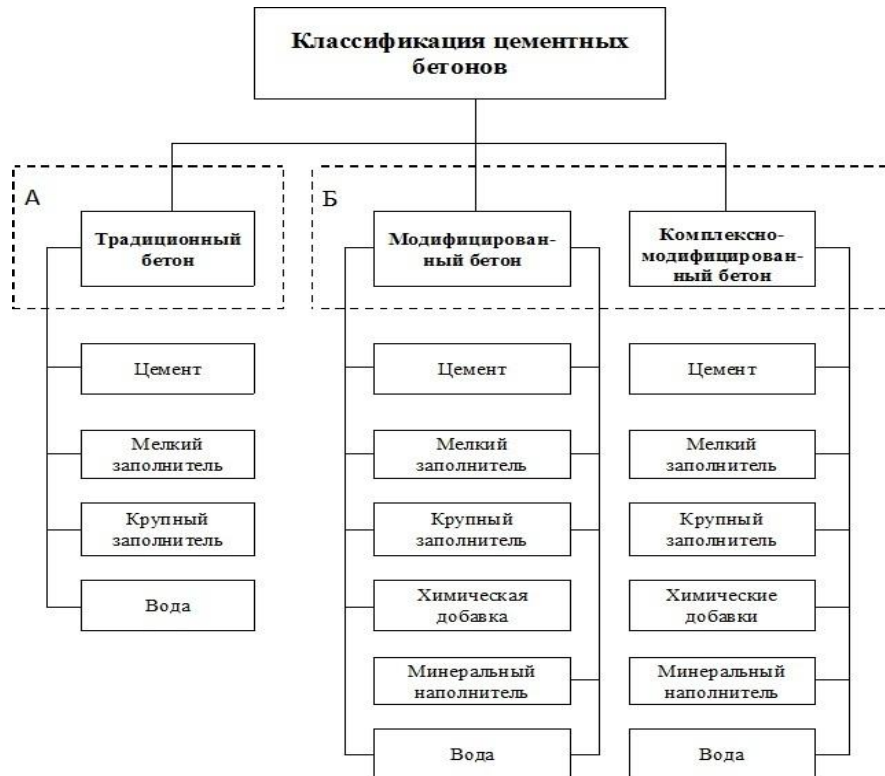 Классификация цементных
бетонов
А
Традиционный
бетон
Цемент
Мелкий
заполнитель
Крупный
заполнитель
Вода
Б
Модифицирован-
ный бетон
Цемент
Мелкий
заполнитель
Крупный
заполнитель
Химическая
добавка
Минеральный
наполнитель
Вода
Комплексно-
модифицирован-
ный бетон
Цемент
Мелкий
заполнитель
Крупный
заполнитель
Химические
добавки
Минеральный
наполнитель
Вода